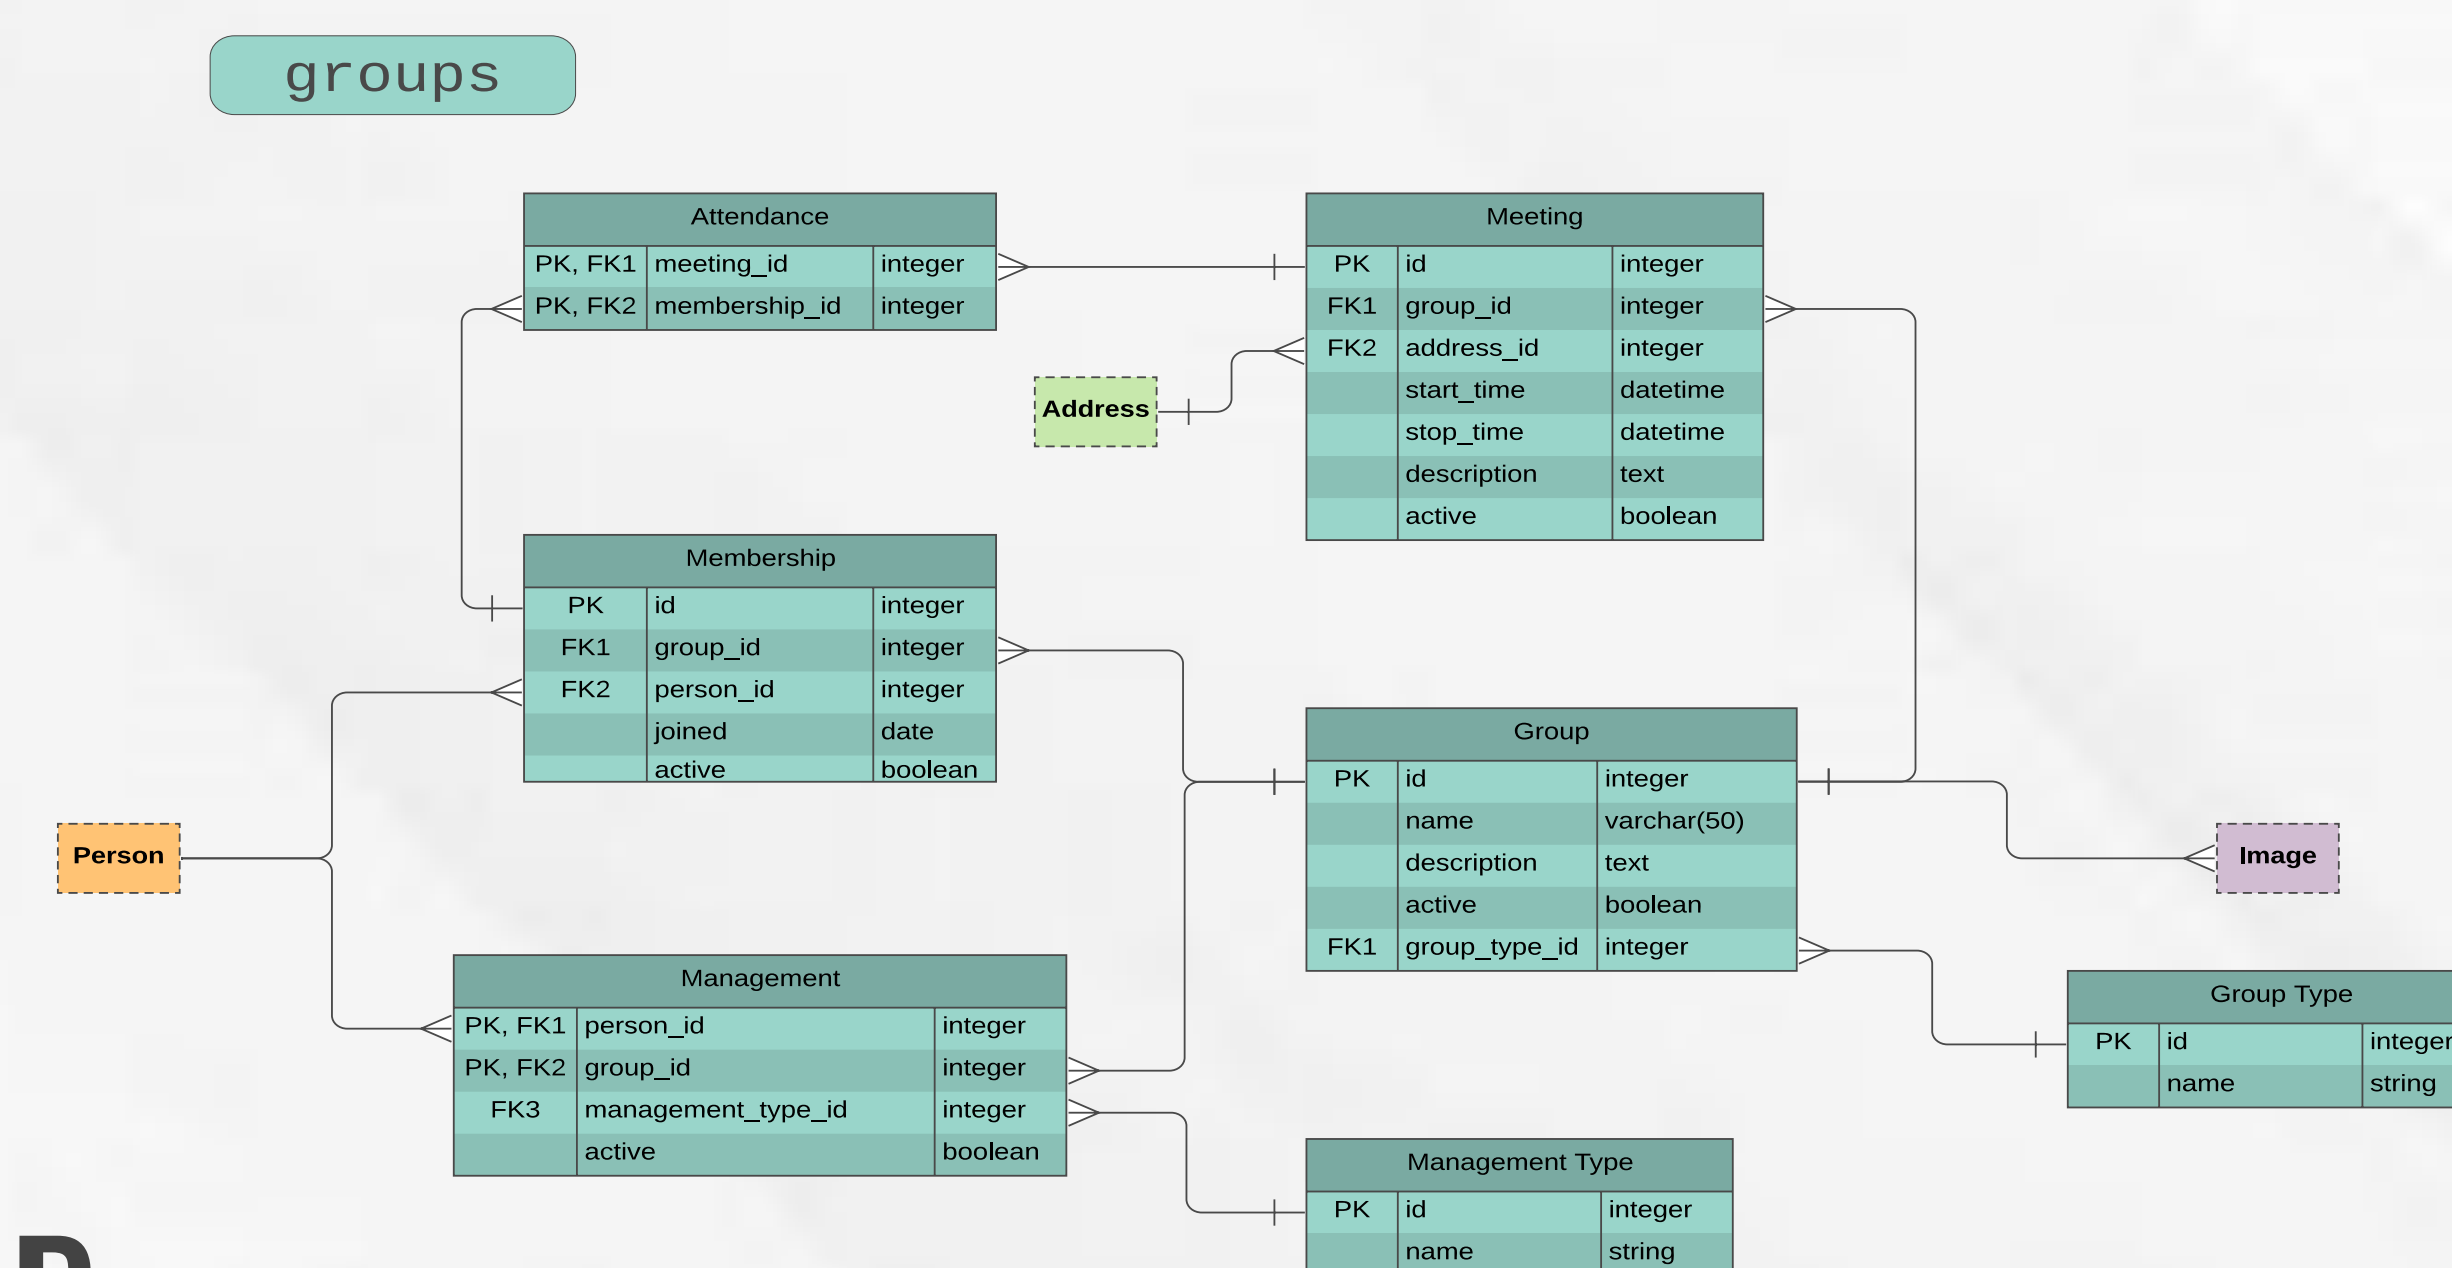 groups
Attendance
PK, FK1 meeting_id integer
PK, FK2 membership_id integer
Meeting
PK id integer
FK1 group_id integer
FK2 address_id integer
start_time datetime
stop_time datetime
description text
active boolean
Address
Membership
PK id integer
FK1 group_id integer
FK2 person_id integer
joined date
active boolean
Group
PK id integer
name varchar(50)
description text
active boolean
FK1 group_type_id integer
Person
Image
Management
PK, FK1 person_id integer
PK, FK2 group_id integer
FK3 management_type_id integer
active boolean
Group Type
PK id integer
name string
Management Type
PK id integer
name string